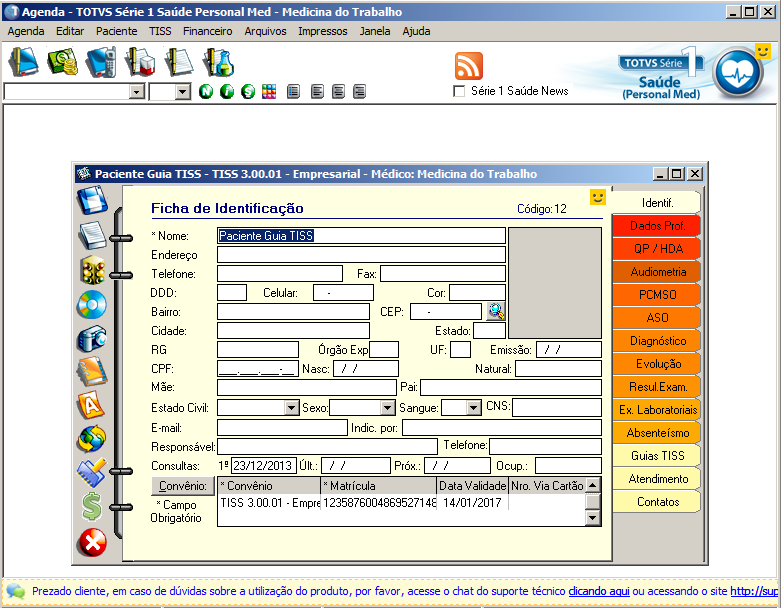 Agenda - TOTVS Série 1 Saúde Personal Med - Medicina do Trabalho
Agenda Editar Paciente TISS Financeiro Arquivos Impressos Janela Ajuda
TOTVS Série 1
Saúde
(Personal Med)
N I S
Série 1 Saúde News
Paciente Guia TISS - TISS 3.00.01 - Empresarial - Médico: Medicina do Trabalho
Ficha de Identificação Código: 12
* Nome: Paciente Guia TISS
Endereço
Telefone: Fax:
DDD: Celular: - Cor:
Bairro: CEP: -
Cidade: Estado:
RG Órgão Exp UF: Emissão: / /
CPF: ___.___.___-__ Nasc: / / Natural:
Mãe: Pai:
Estado Civil: Sexo: Sangue: CNS:
E-mail: Indic. por:
Responsável: Telefone:
Consultas: 1ª 23/12/2013 Últ.: / / Próx.: / / Ocup.:
Convênio: * Convênio * Matrícula Data Validade Nro. Via Cartão
TISS 3.00.01 - Empre 1235876004869527148 14/01/2017
* Campo
Obrigatório
Identif.
Dados Prof.
QP / HDA
Audiometria
PCMSO
ASO
Diagnóstico
Evolução
Resul.Exam.
Ex. Laboratoriais
Absenteísmo
Guias TISS
Atendimento
Contatos
Prezado cliente, em caso de dúvidas sobre a utilização do produto, por favor, acesse o chat do suporte técnico clicando aqui ou acessando o site http://sup